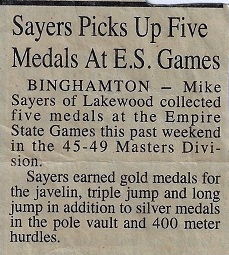 Sayers Picks Up Five
Medals At E.S. Games
BINGHAMTON – Mike
Sayers of Lakewood collected
five medals at the Empire
State Games this past weekend
in the 45-49 Masters Divi-
sion.
Sayers earned gold medals for
the javelin, triple jump and long
jump in addition to silver medals
in the pole vault and 400 meter
hurdles.